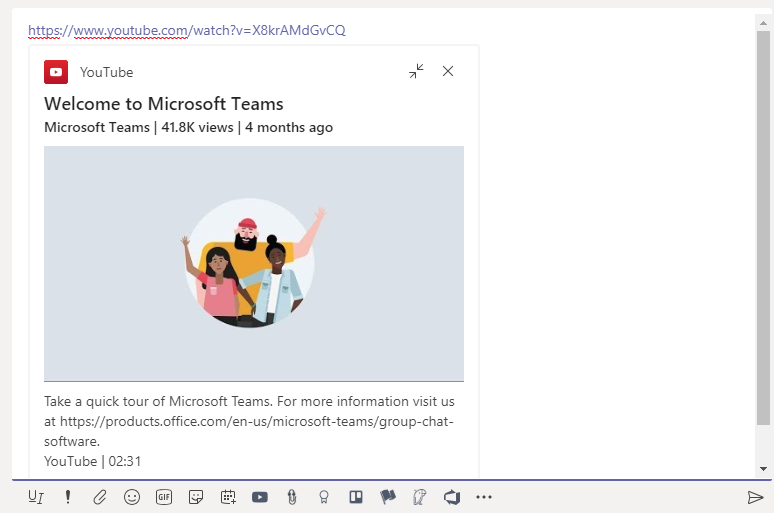 https://www.youtube.com/watch?v=X8krAMdGvCQ
YouTube
Welcome to Microsoft Teams
Microsoft Teams | 41.8K views | 4 months ago
Take a quick tour of Microsoft Teams. For more information visit us
at https://products.office.com/en-us/microsoft-teams/group-chat-
software.
YouTube | 02:31
GIF